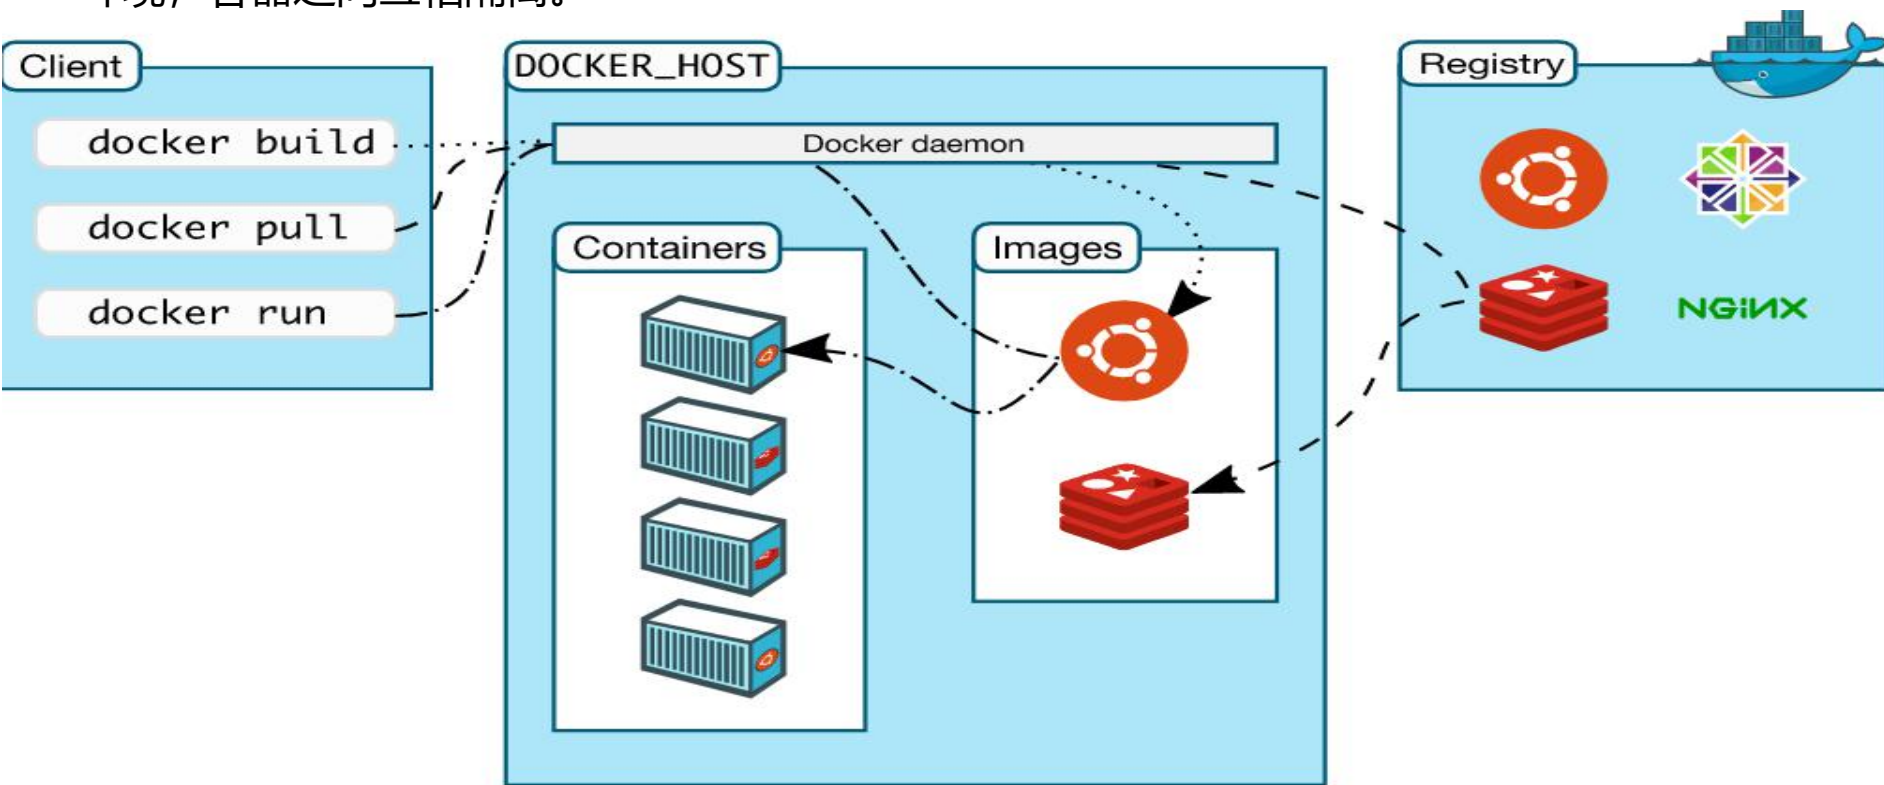 Client
DOCKER_HOST
Registry
docker build
Docker daemon
docker pull
Containers
Images
docker run
NGiNX